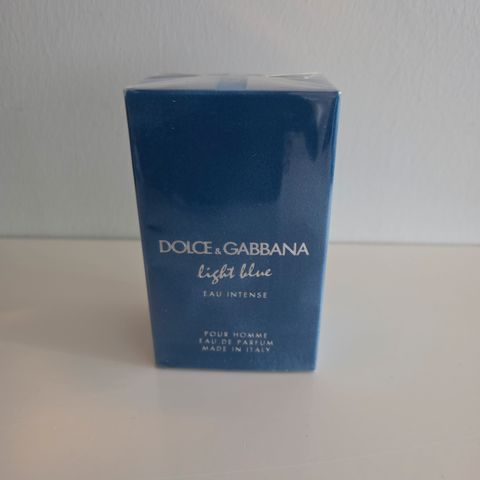 DOLCE & GABBANA
light blue
EAU INTENSE
POUR HOMME
EAU DE PARFUM
MADE IN ITALY